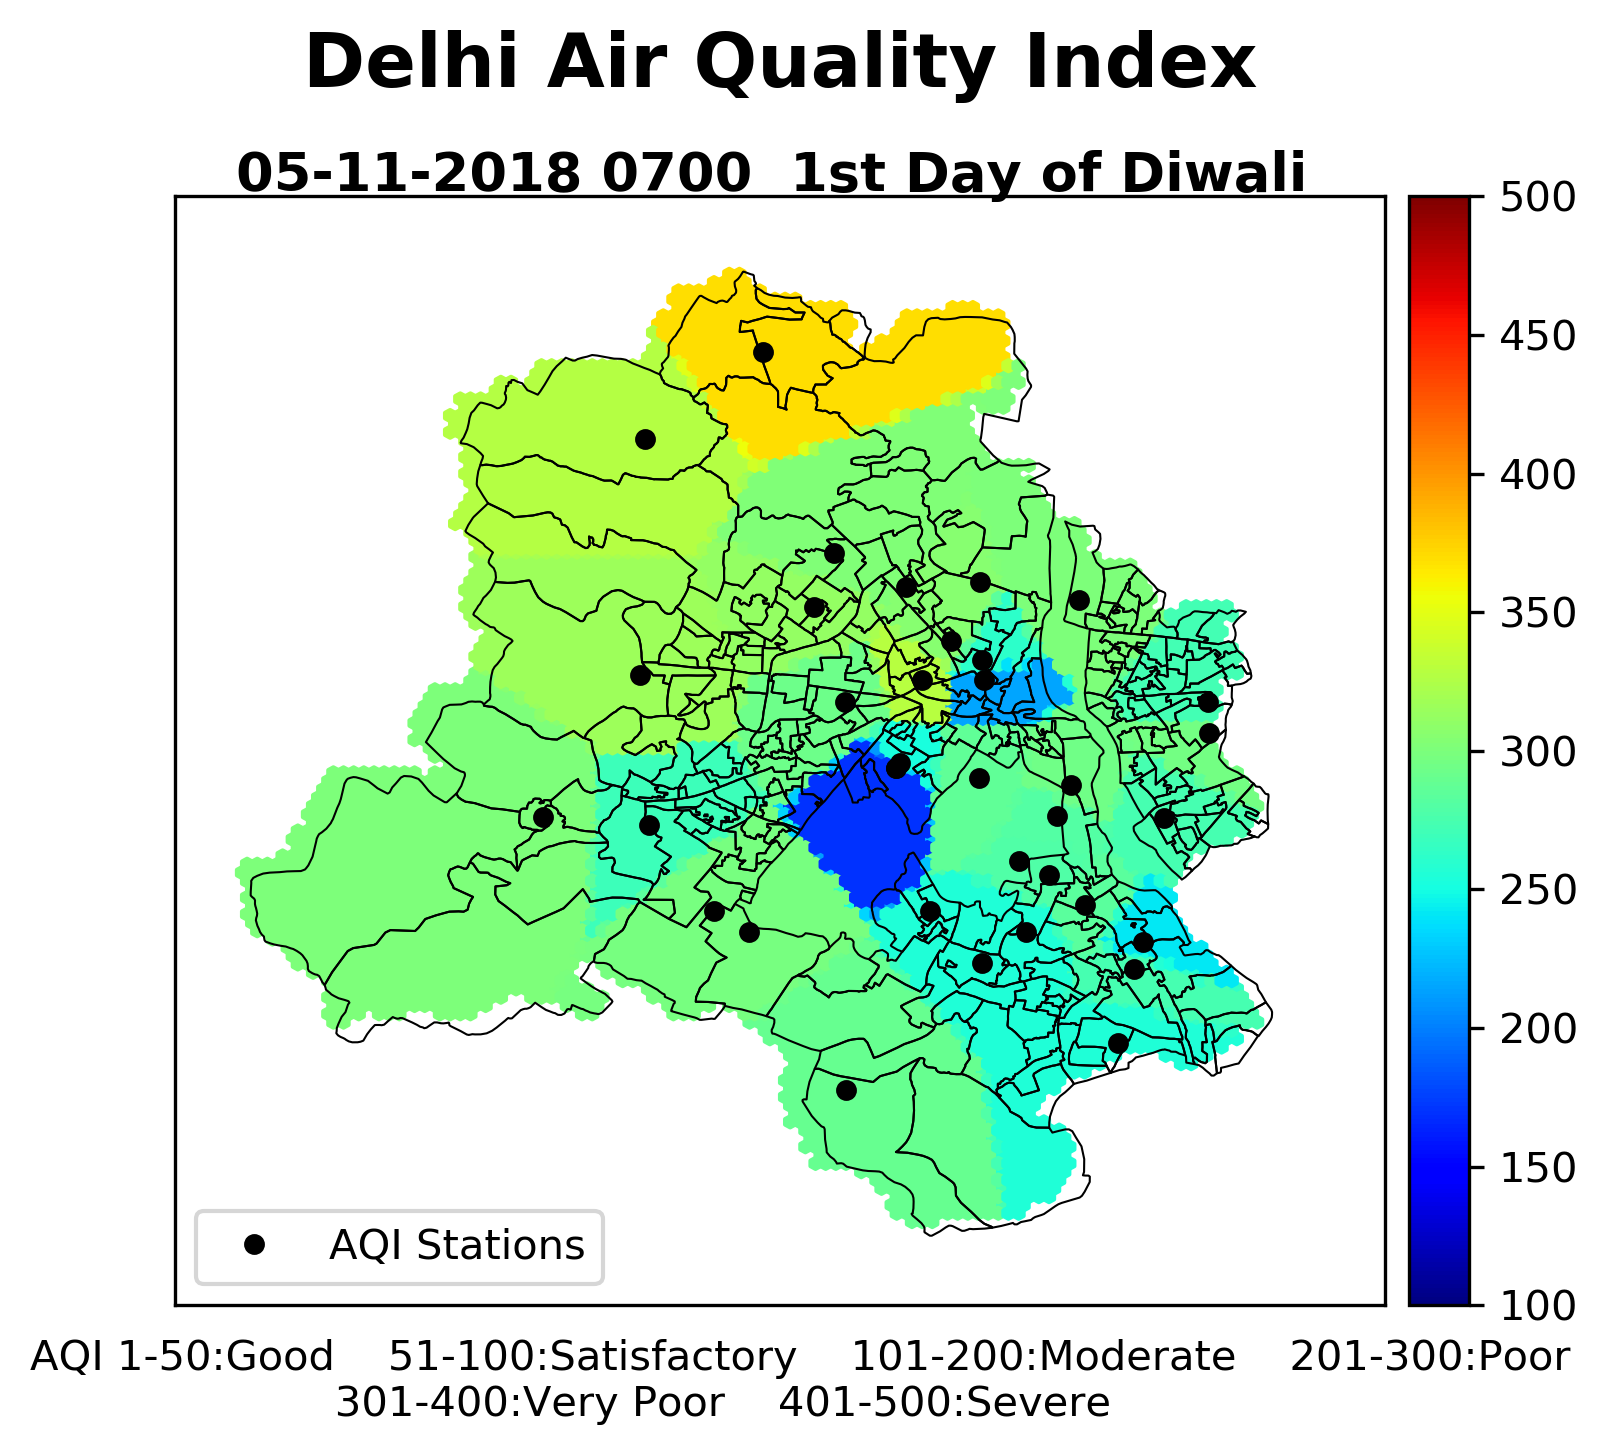 Delhi Air Quality Index
05-11-2018 0700  1st Day of Diwali
500
450
400
350
300
250
200
150
100
AQI Stations
AQI 1-50:Good    51-100:Satisfactory    101-200:Moderate    201-300:Poor
301-400:Very Poor    401-500:Severe